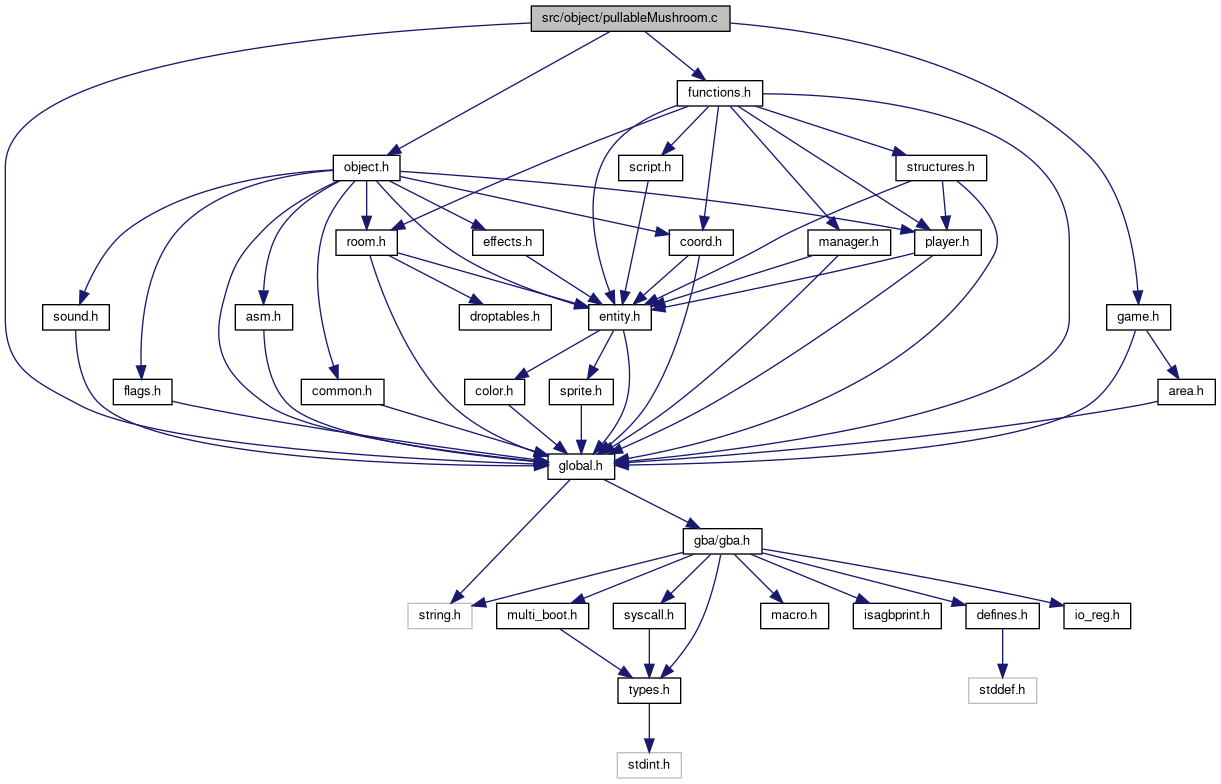 src/object/pullableMushroom.c
functions.h
object.h
script.h
structures.h
room.h
effects.h
coord.h
manager.h
player.h
sound.h
asm.h
droptables.h
entity.h
game.h
flags.h
common.h
color.h
sprite.h
area.h
global.h
gba/gba.h
string.h
multi_boot.h
syscall.h
macro.h
isagbprint.h
defines.h
io_reg.h
types.h
stddef.h
stdint.h